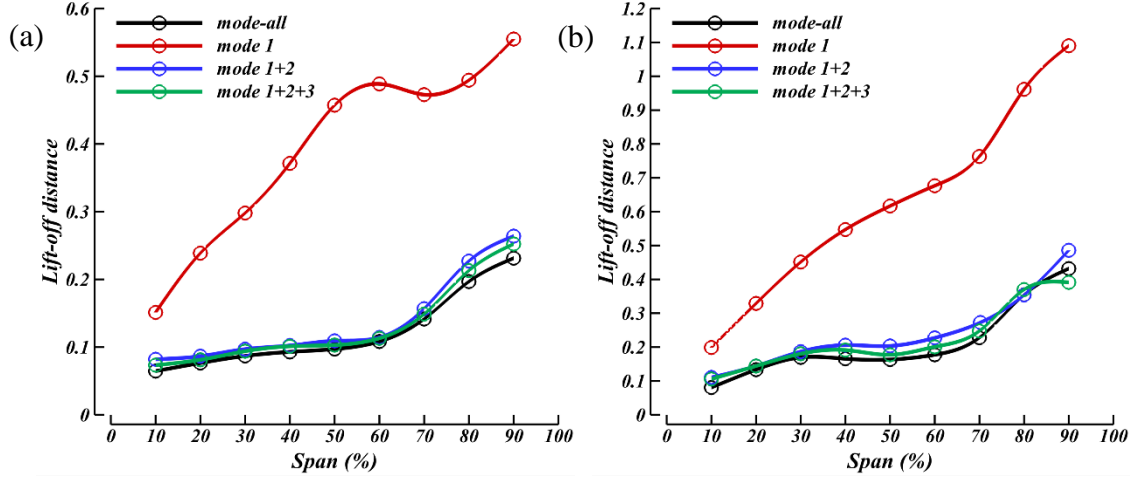 (a)
mode-all
mode 1
mode 1+2
mode 1+2+3
Lift-off distance
0.6
0.5
0.4
0.3
0.2
0.1
0
0 10 20 30 40 50 60 70 80 90 100
Span (%)
(b)
mode-all
mode 1
mode 1+2
mode 1+2+3
Lift-off distance
1.2
1.1
1
0.9
0.8
0.7
0.6
0.5
0.4
0.3
0.2
0.1
0
0 10 20 30 40 50 60 70 80 90 100
Span (%)